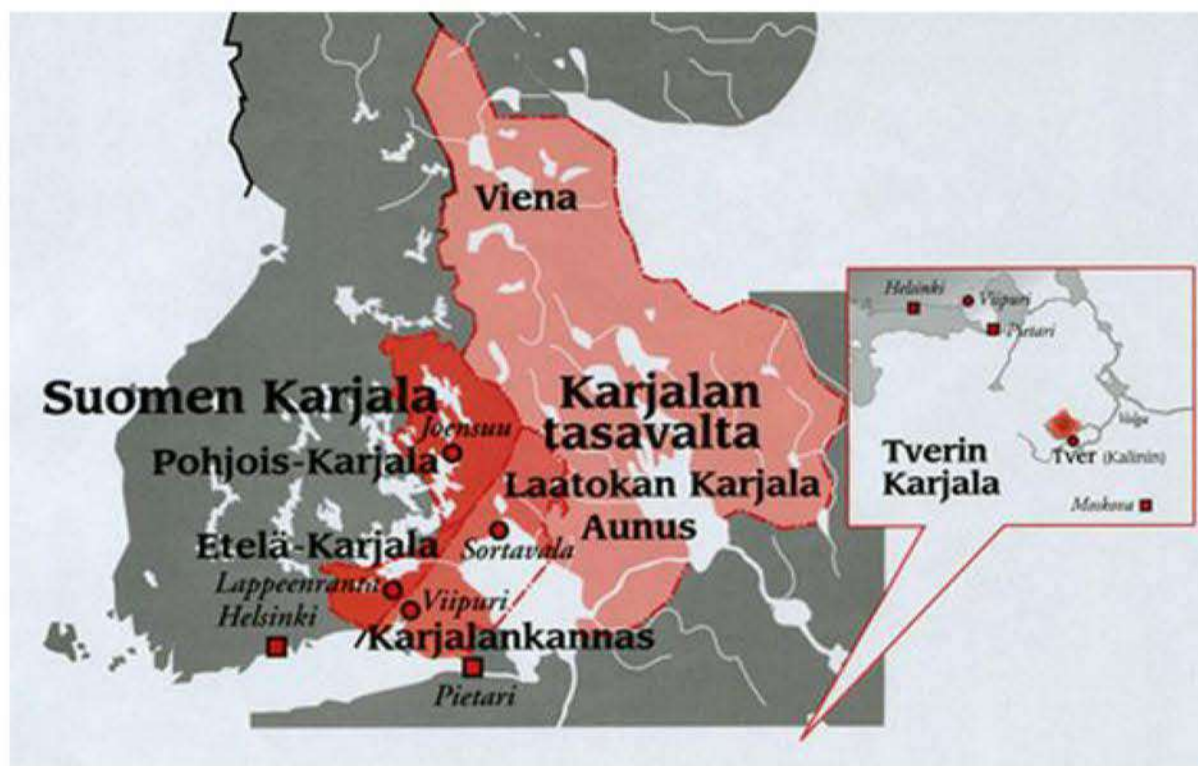 Viena
Suomen Karjala
Joensuu
Pohjois-Karjala
Karjalan
tasavalta
Laatokan Karjala
Aunus
Etelä-Karjala
Sortavala
Lappeenranta
Helsinki
Viipuri
Karjalankannas
Pietari
Helsinki
Viipuri
Pietari
Volga
Tver (Kalinin)
Tverin
Karjala
Moskova